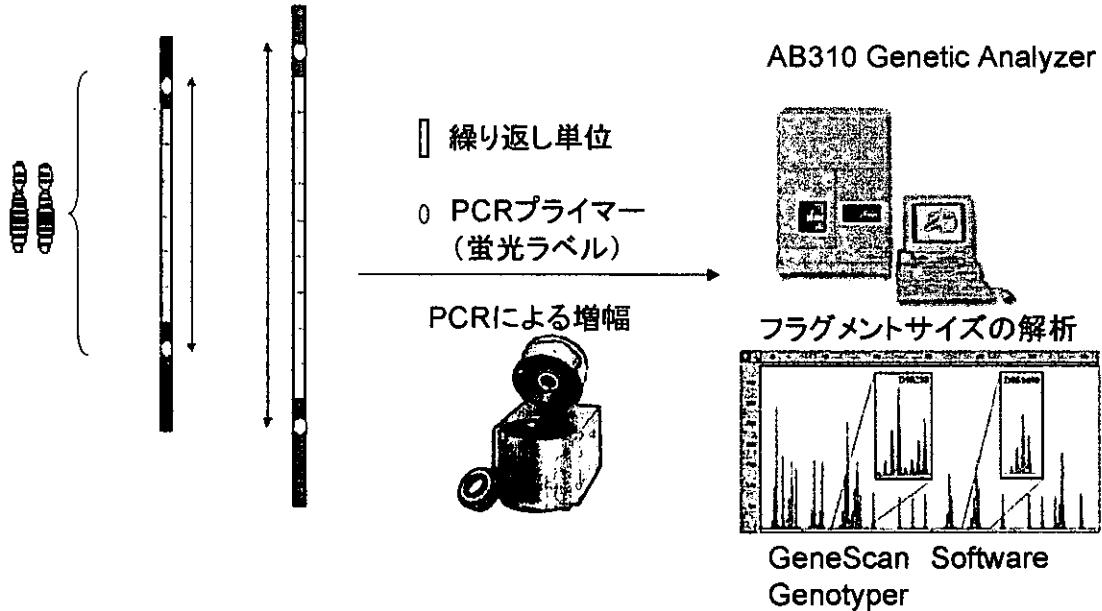 AB310 Genetic Analyzer
繰り返し単位
PCRプライマー
(蛍光ラベル)
PCRによる増幅
フラグメントサイズの解析
GeneScan Software
Genotyper